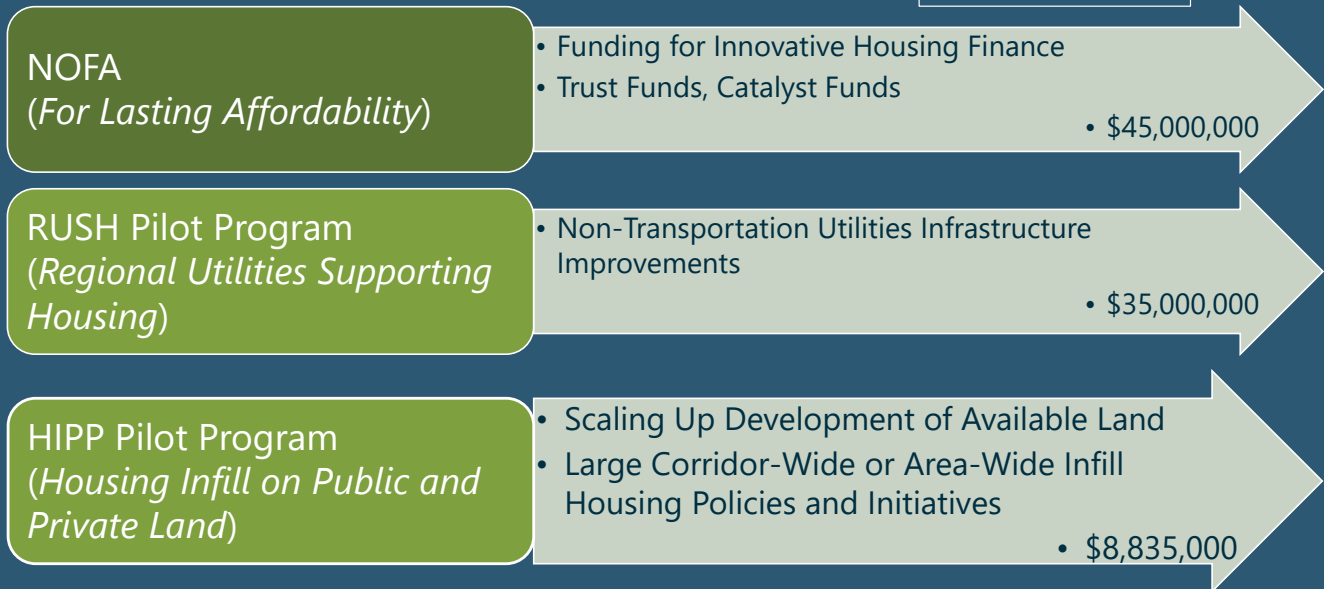 NOFA
(For Lasting Affordability)
• Funding for Innovative Housing Finance
• Trust Funds, Catalyst Funds
• $45,000,000
RUSH Pilot Program
(Regional Utilities Supporting
Housing)
• Non-Transportation Utilities Infrastructure
Improvements
• $35,000,000
HIPP Pilot Program
(Housing Infill on Public and
Private Land)
• Scaling Up Development of Available Land
• Large Corridor-Wide or Area-Wide Infill
Housing Policies and Initiatives
• $8,835,000